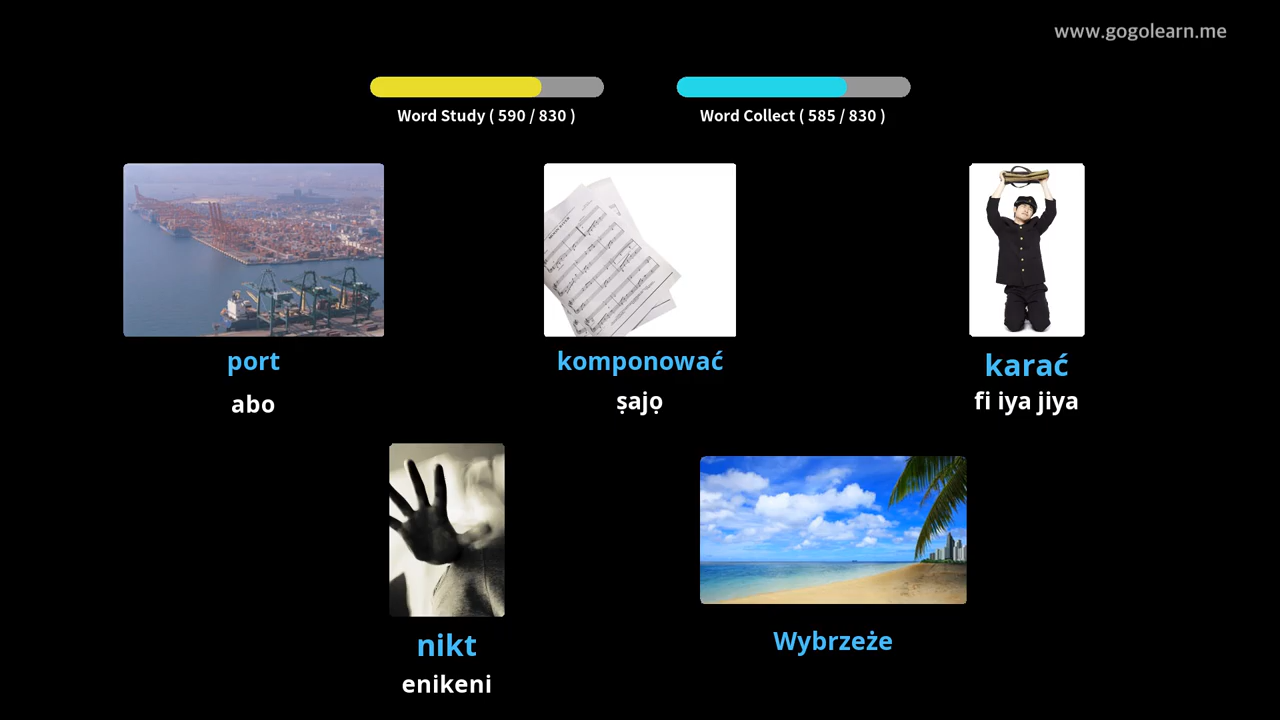 www.gogolearn.me
Word Study ( 590 / 830 )
Word Collect ( 585 / 830 )
port
abo
komponować
ṣajọ
karać
fi iya jiya
nikt
enikeni
Wybrzeże